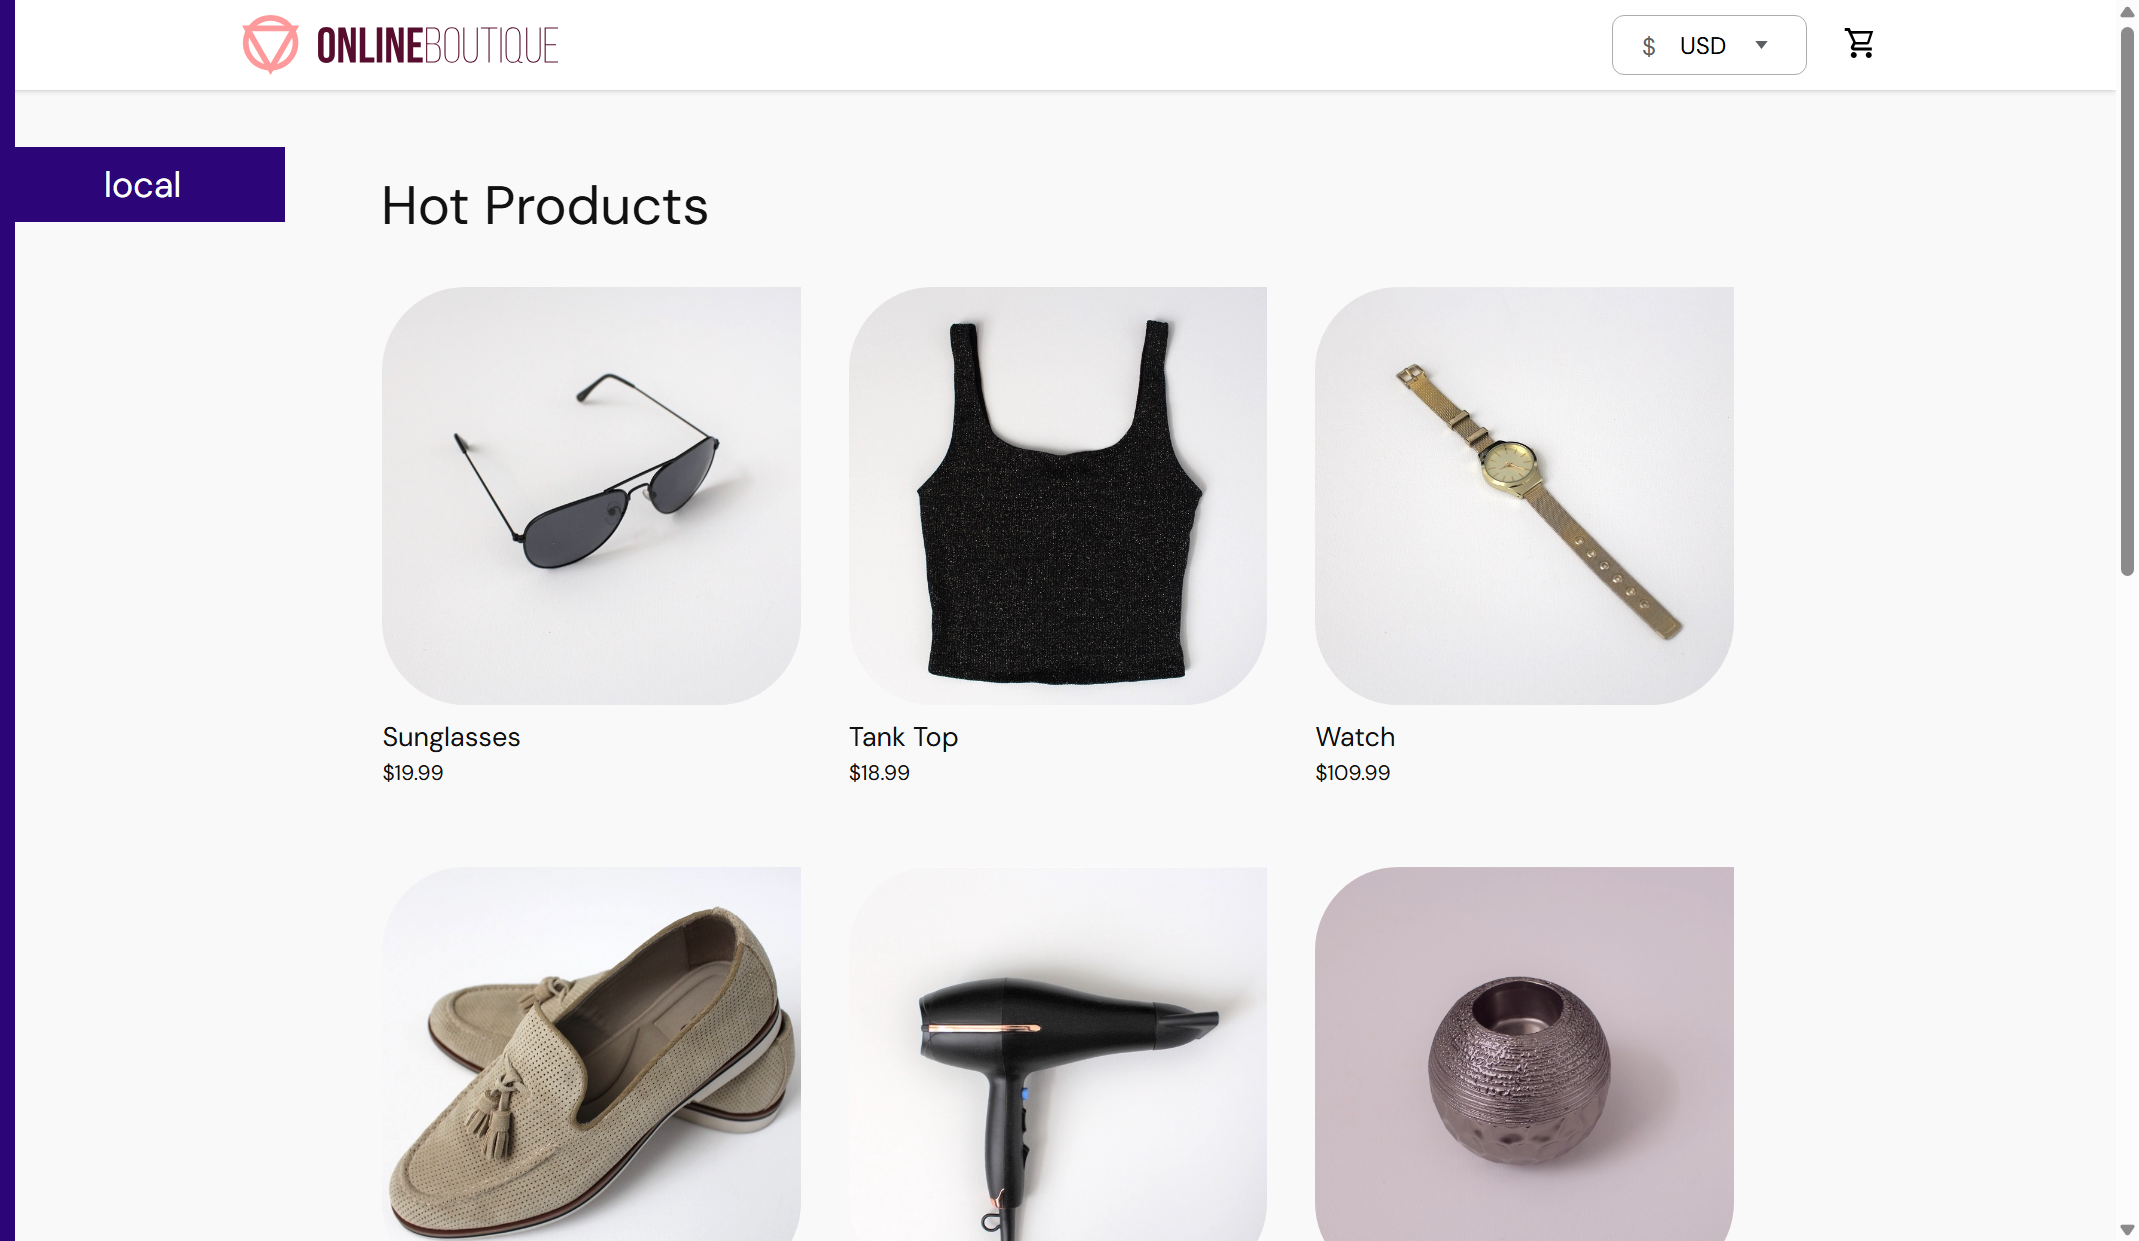 ONLINEBOUTIQUE
$ USD
local
Hot Products
Sunglasses
$19.99
Tank Top
$18.99
Watch
$109.99